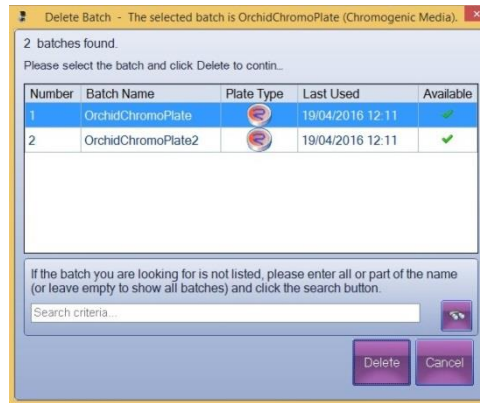 Delete Batch - The selected batch is OrchidChromoPlate (Chromogenic Media).
2 batches found.
Please select the batch and click Delete to contin...
Number Batch Name Plate Type Last Used Available
1 OrchidChromoPlate 19/04/2016 12:11
2 OrchidChromoPlate2 19/04/2016 12:11
If the batch you are looking for is not listed, please enter all or part of the name
(or leave empty to show all batches) and click the search button.
Search criteria...
Delete Cancel